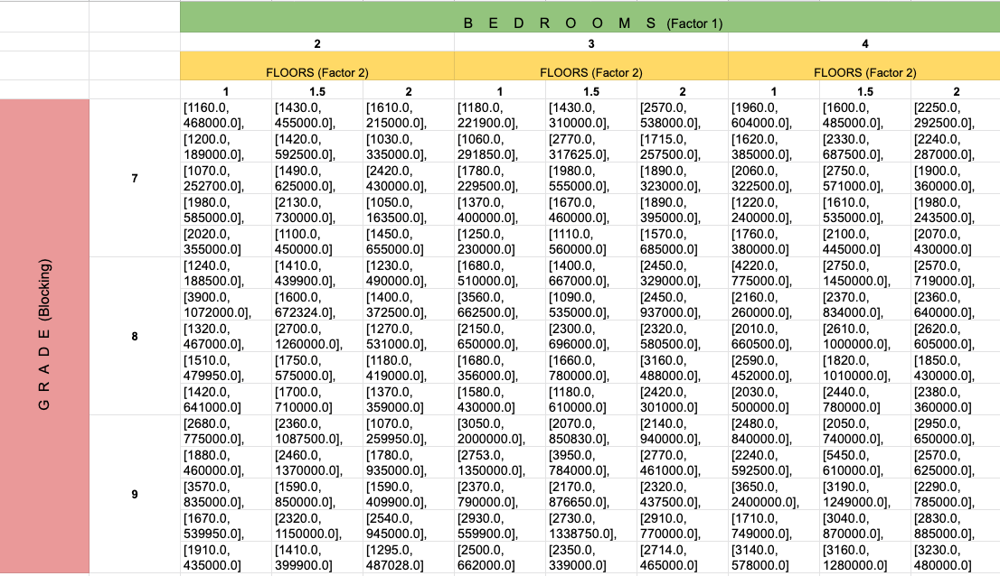 B E D R O O M S (Factor 1)
2 3 4
FLOORS (Factor 2) FLOORS (Factor 2) FLOORS (Factor 2)
1 1.5 2 1 1.5 2 1 1.5 2
G R A D E (Blocking)
7
[1160.0, [1430.0, [1610.0, [1180.0, [1430.0, [2570.0, [1960.0, [1600.0, [2250.0,
468000.0], 455000.0], 215000.0], 221900.0], 310000.0], 538000.0], 604000.0], 485000.0], 292500.0],
[1200.0, [1420.0, [1030.0, [1060.0, [2770.0, [1715.0, [1620.0, [2330.0, [2240.0,
189000.0], 592500.0], 335000.0], 291850.0], 317625.0], 257500.0], 385000.0], 687500.0], 287000.0],
[1070.0, [1490.0, [2420.0, [1780.0, [1980.0, [1890.0, [2060.0, [2750.0, [1900.0,
252700.0], 625000.0], 430000.0], 229500.0], 555000.0], 323000.0], 322500.0], 571000.0], 360000.0],
[1980.0, [2130.0, [1050.0, [1370.0, [1670.0, [1890.0, [1220.0, [1610.0, [1980.0,
585000.0], 730000.0], 163500.0], 400000.0], 460000.0], 395000.0], 240000.0], 535000.0], 243500.0],
[2020.0, [1100.0, [1450.0, [1250.0, [1110.0, [1570.0, [1760.0, [2100.0, [2070.0,
355000.0] 450000.0] 655000.0] 230000.0] 560000.0] 685000.0] 380000.0] 445000.0] 430000.0]
8
[1240.0, [1410.0, [1230.0, [1680.0, [1400.0, [2450.0, [4220.0, [2750.0, [2570.0,
188500.0], 439900.0], 490000.0], 510000.0], 667000.0], 329000.0], 775000.0], 1450000.0], 719000.0],
[3900.0, [1600.0, [1400.0, [3560.0, [1090.0, [2450.0, [2160.0, [2370.0, [2360.0,
1072000.0], 672324.0], 372500.0], 662500.0], 535000.0], 937000.0], 260000.0], 834000.0], 640000.0],
[1320.0, [2700.0, [1270.0, [2150.0, [2300.0, [2320.0, [2010.0, [2610.0, [2620.0,
467000.0], 1260000.0], 531000.0], 650000.0], 696000.0], 580500.0], 660500.0], 1000000.0], 605000.0],
[1510.0, [1750.0, [1180.0, [1680.0, [1660.0, [3160.0, [2590.0, [1820.0, [1850.0,
479950.0], 575000.0], 419000.0], 356000.0], 780000.0], 488000.0], 452000.0], 1010000.0], 430000.0],
[1420.0, [1700.0, [1370.0, [1580.0, [1180.0, [2420.0, [2030.0, [2440.0, [2380.0,
641000.0] 710000.0] 359000.0] 430000.0] 610000.0] 301000.0] 500000.0] 780000.0] 360000.0]
9
[2680.0, [2360.0, [1070.0, [3050.0, [2070.0, [2140.0, [2480.0, [2050.0, [2950.0,
775000.0], 1087500.0], 259950.0], 2000000.0], 850830.0], 940000.0], 840000.0], 740000.0], 650000.0],
[1880.0, [2460.0, [1780.0, [2753.0, [3950.0, [2770.0, [2240.0, [5450.0, [2570.0,
460000.0], 1370000.0], 935000.0], 1350000.0], 784000.0], 461000.0], 592500.0], 610000.0], 625000.0],
[3570.0, [1590.0, [1590.0, [2370.0, [2170.0, [2320.0, [3650.0, [3190.0, [2290.0,
835000.0], 850000.0], 409900.0], 790000.0], 876650.0], 437500.0], 2400000.0], 1249000.0], 785000.0],
[1670.0, [2320.0, [2540.0, [2930.0, [2730.0, [2910.0, [1710.0, [3040.0, [2830.0,
539950.0], 1150000.0], 945000.0], 559900.0], 1338750.0], 770000.0], 749000.0], 870000.0], 885000.0],
[1910.0, [1410.0, [1295.0, [2500.0, [2350.0, [2714.0, [3140.0, [3160.0, [3230.0,
435000.0] 399900.0] 487028.0] 662000.0] 339000.0] 465000.0] 578000.0] 1280000.0] 480000.0]